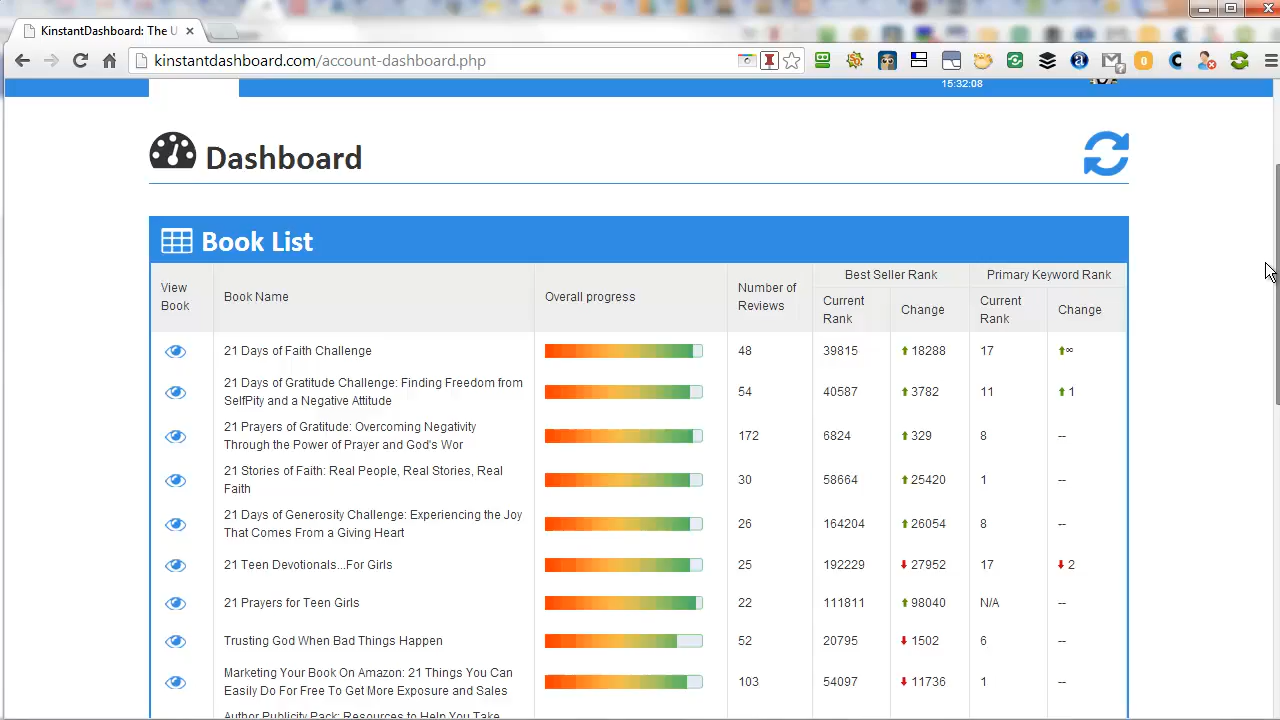 KinstantDashboard: The U
kinstantdashboard.com/account-dashboard.php
15:32:08
Dashboard
Book List
View Book
Book Name
Overall progress
Number of Reviews
Best Seller Rank
Primary Keyword Rank
Current Rank
Change
Current Rank
Change
21 Days of Faith Challenge
48
39815
18288
17
∞
21 Days of Gratitude Challenge: Finding Freedom from
SelfPity and a Negative Attitude
54
40587
3782
11
1
21 Prayers of Gratitude: Overcoming Negativity
Through the Power of Prayer and God's Wor
172
6824
329
8
--
21 Stories of Faith: Real People, Real Stories, Real
Faith
30
58664
25420
1
--
21 Days of Generosity Challenge: Experiencing the Joy
That Comes From a Giving Heart
26
164204
26054
8
--
21 Teen Devotionals...For Girls
25
192229
27952
17
2
21 Prayers for Teen Girls
22
111811
98040
N/A
--
Trusting God When Bad Things Happen
52
20795
1502
6
--
Marketing Your Book On Amazon: 21 Things You Can
Easily Do For Free To Get More Exposure and Sales
103
54097
11736
1
--
Author Publicity Pack: Resources to Help You Take